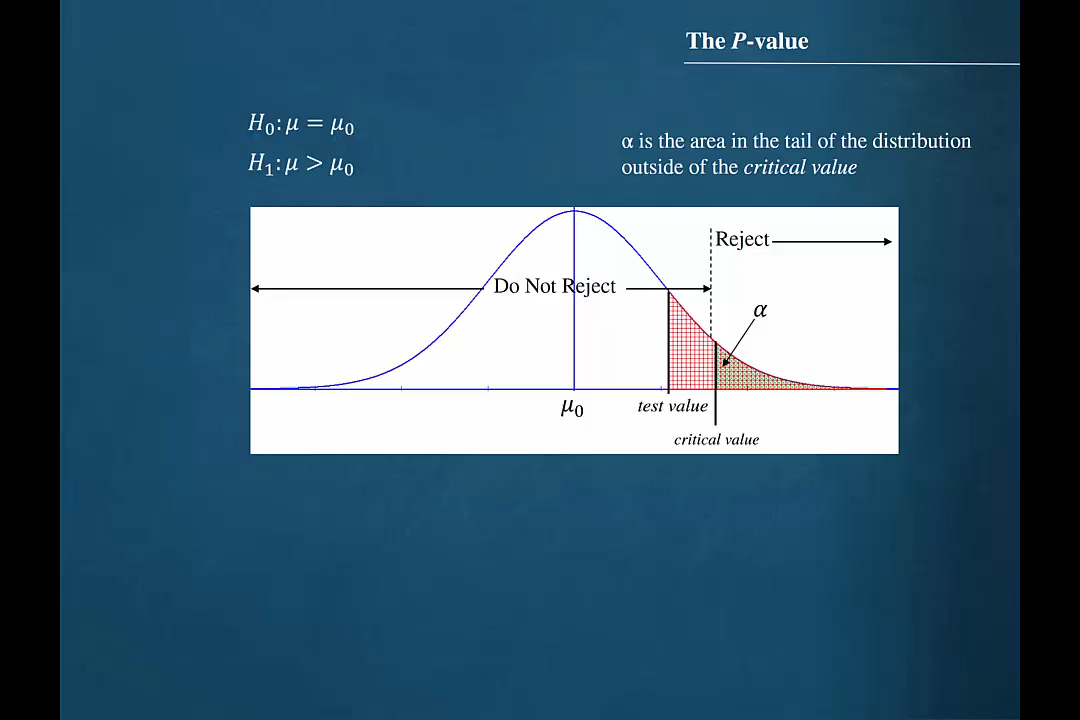 The P-value
H₀: μ = μ₀
H₁: μ > μ₀
α is the area in the tail of the distribution
outside of the critical value
Reject
Do Not Reject
α
μ₀
test value
critical value